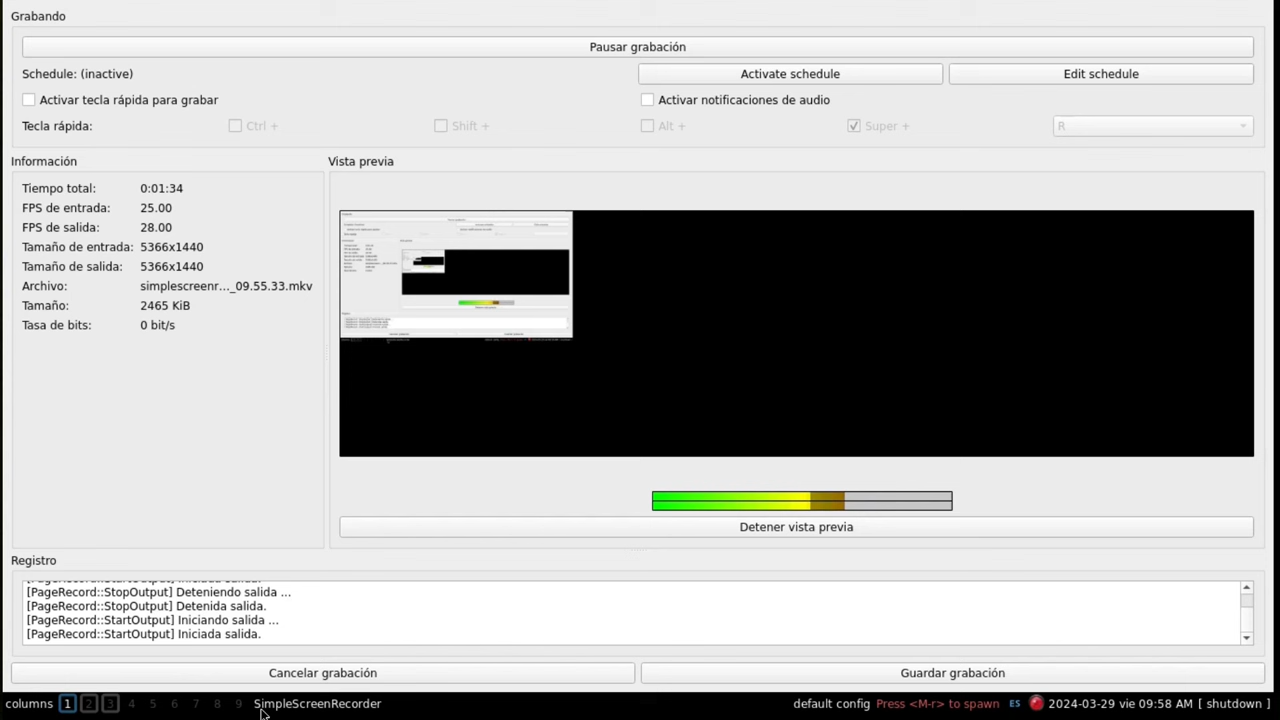 Grabando
Pausar grabación
Schedule: (inactive)
Activate schedule
Edit schedule
Activar tecla rápida para grabar
Activar notificaciones de audio
Tecla rápida:
Ctrl +
Shift +
Alt +
Super +
R
Información
Vista previa
Tiempo total: 0:01:34
FPS de entrada: 25.00
FPS de salida: 28.00
Tamaño de entrada: 5366x1440
Tamaño de salida: 5366x1440
Archivo: simplescreenr..._09.55.33.mkv
Tamaño: 2465 KiB
Tasa de bits: 0 bit/s
Detener vista previa
Registro
[PageRecord::StartOutput] Iniciada salida.
[PageRecord::StopOutput] Deteniendo salida ...
[PageRecord::StopOutput] Detenida salida.
[PageRecord::StartOutput] Iniciando salida ...
[PageRecord::StartOutput] Iniciada salida.
Cancelar grabación
Guardar grabación
columns 1 2 3 4 5 6 7 8 9 SimpleScreenRecorder
default config Press <M-r> to spawn ES 2024-03-29 vie 09:58 AM [ shutdown ]